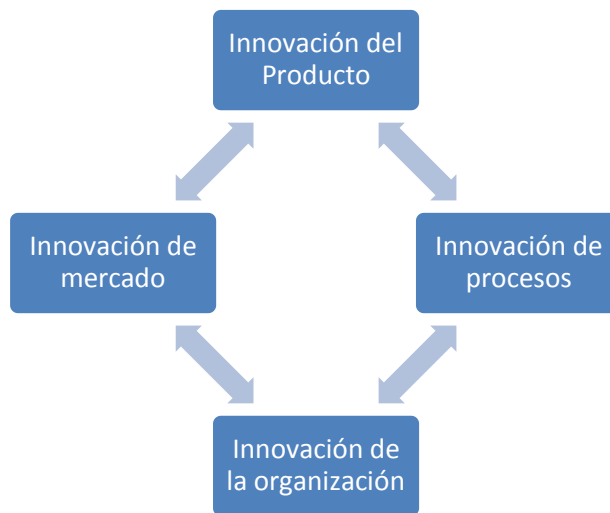 Innovación del
Producto
Innovación de
mercado
Innovación de
procesos
Innovación de
la organización